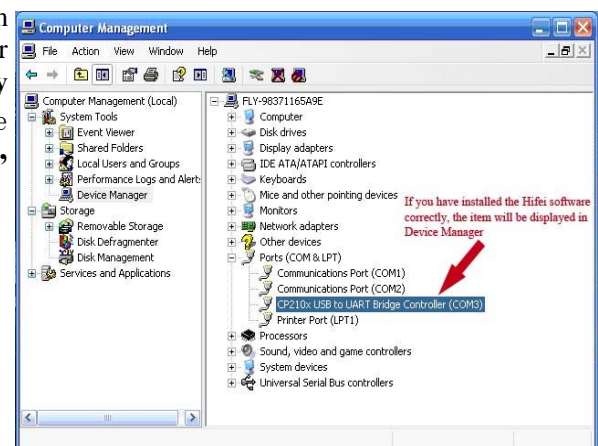 Computer Management
File Action View Window Help
Computer Management (Local)
System Tools
Event Viewer
Shared Folders
Local Users and Groups
Performance Logs and Alert:
Device Manager
Storage
Removable Storage
Disk Defragmenter
Disk Management
Services and Applications
FLY-98371165A9E
Computer
Disk drives
Display adapters
IDE ATA/ATAPI controllers
Keyboards
Mice and other pointing devices
Monitors
Network adapters
Other devices
Ports (COM & LPT)
Communications Port (COM1)
Communications Port (COM2)
CP210x USB to UART Bridge Controller (COM3)
Printer Port (LPT1)
Processors
Sound, video and game controllers
System devices
Universal Serial Bus controllers
If you have installed the Hifei software
correctly, the item will be displayed in
Device Manager